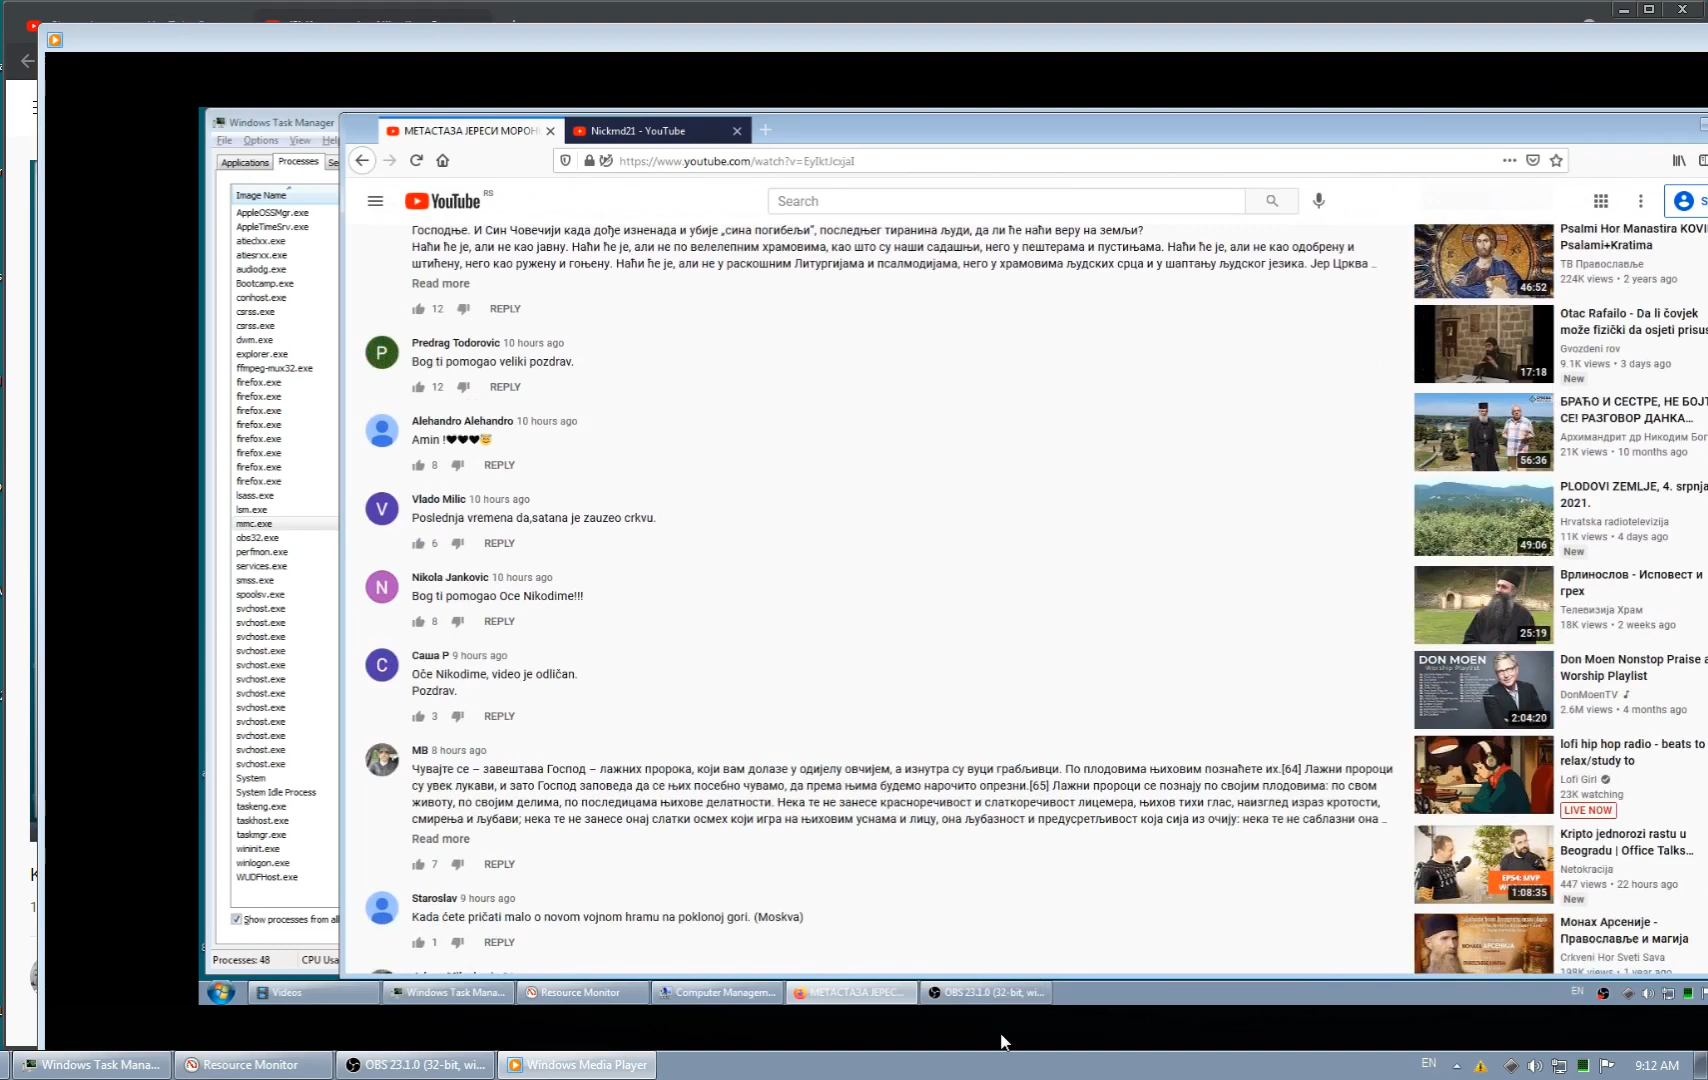 Windows Task Manager
File Options View
Applications Processes
Image Name
AppleOSSMgr.exe
AppleTimeSrv.exe
atieclxx.exe
atiesrxx.exe
audiodg.exe
Bootcamp.exe
conhost.exe
csrss.exe
csrss.exe
dwm.exe
explorer.exe
ffmpeg-mux32.exe
firefox.exe
firefox.exe
firefox.exe
firefox.exe
firefox.exe
firefox.exe
firefox.exe
firefox.exe
lsass.exe
lsm.exe
mmc.exe
obs32.exe
perfmon.exe
services.exe
smss.exe
spoolsv.exe
svchost.exe
svchost.exe
svchost.exe
svchost.exe
svchost.exe
svchost.exe
svchost.exe
svchost.exe
svchost.exe
svchost.exe
svchost.exe
svchost.exe
System
System Idle Process
taskeng.exe
taskhost.exe
taskmgr.exe
wininit.exe
winlogon.exe
WUDFHost.exe
Show processes from all
Processes: 48 CPU Usa
МЕТАСТАЗА ЈЕРЕСИ МОРОН
Nickmd21 - YouTube
https://www.youtube.com/watch?v=EyIktJcxjaI
YouTube RS
Search
S
Господње. И Син Човечији када дође изненада и убије „сина погибељи“, последњег тиранина људи, да ли ће наћи веру на земљи?
Наћи ће је, али не као јавну. Наћи ће је, али не по велелепним храмовима, као што су наши садашњи, него у пештерама и пустињама. Наћи ће је, али не као одобрену и
штићену, него као ружену и гоњену. Наћи ће је, али не у раскошним Литургијама и псалмодијама, него у храмовима људских срца и у шаптању људског језика. Јер Црква ...
Read more
12 REPLY
P
Predrag Todorovic 10 hours ago
Bog ti pomogao veliki pozdrav.
12 REPLY
Alehandro Alehandro 10 hours ago
Amin !🖤🖤🖤😇
8 REPLY
V
Vlado Milic 10 hours ago
Poslednja vremena da,satana je zauzeo crkvu.
6 REPLY
N
Nikola Jankovic 10 hours ago
Bog ti pomogao Oce Nikodime!!!
8 REPLY
C
Саша Р 9 hours ago
Oče Nikodime, video je odličan.
Pozdrav.
3 REPLY
MB 8 hours ago
Чувајте се – завештава Господ – лажних пророка, који вам долазе у одијелу овчијем, а изнутра су вуци грабљивци. По плодовима њиховим познаћете их.[64] Лажни пророци
су увек лукави, и зато Господ заповеда да се њих посебно чувамо, да према њима будемо нарочито опрезни.[65] Лажни пророци се познају по својим плодовима: по свом
животу, по својим делима, по последицама њихове делатности. Нека те не занесе красноречивост и слаткоречивост лицемера, њихов тихи глас, наизглед израз кротости,
смирења и љубави; нека те не занесе онај слатки осмех који игра на њиховим уснама и лицу, она љубазност и предусретљивост која сија из очију: нека те не саблазни она ...
Read more
7 REPLY
Staroslav 9 hours ago
Kada ćete pričati malo o novom vojnom hramu na poklonoj gori. (Moskva)
1 REPLY
46:52
Psalmi Hor Manastira KOVI
Psalami+Kratima
ТВ Православље
224K views • 2 years ago
17:18
Otac Rafailo - Da li čovjek
može fizički da osjeti prisus
Gvozdeni rov
9.1K views • 3 days ago
New
56:36
БРАЋО И СЕСТРЕ, НЕ БОЈТ
СЕ! РАЗГОВОР ДАНКА...
Архимандрит др Никодим Бог
21K views • 10 months ago
49:06
PLODOVI ZEMLJE, 4. srpnja
2021.
Hrvatska radiotelevizija
11K views • 4 days ago
New
25:19
Врлинослов - Исповест и
грех
Телевизија Храм
18K views • 2 weeks ago
DON MOEN
Worship Playlist
2:04:20
Don Moen Nonstop Praise a
Worship Playlist
DonMoenTV
2.6M views • 4 months ago
lofi hip hop radio - beats to
relax/study to
Lofi Girl
23K watching
LIVE NOW
EP54: MVP
1:08:35
Kripto jednorozi rastu u
Beogradu | Office Talks...
Netokracija
447 views • 22 hours ago
New
Монах Арсеније -
Православље и магија
Crkveni Hor Sveti Sava
198K views • 1 year ago
Videos
Windows Task Mana...
Resource Monitor
Computer Managem...
МЕТАСТАЗА ЈЕРЕС...
OBS 23.1.0 (32-bit, wi...
EN
Windows Task Mana...
Resource Monitor
OBS 23.1.0 (32-bit, wi...
Windows Media Player
EN
9:12 AM